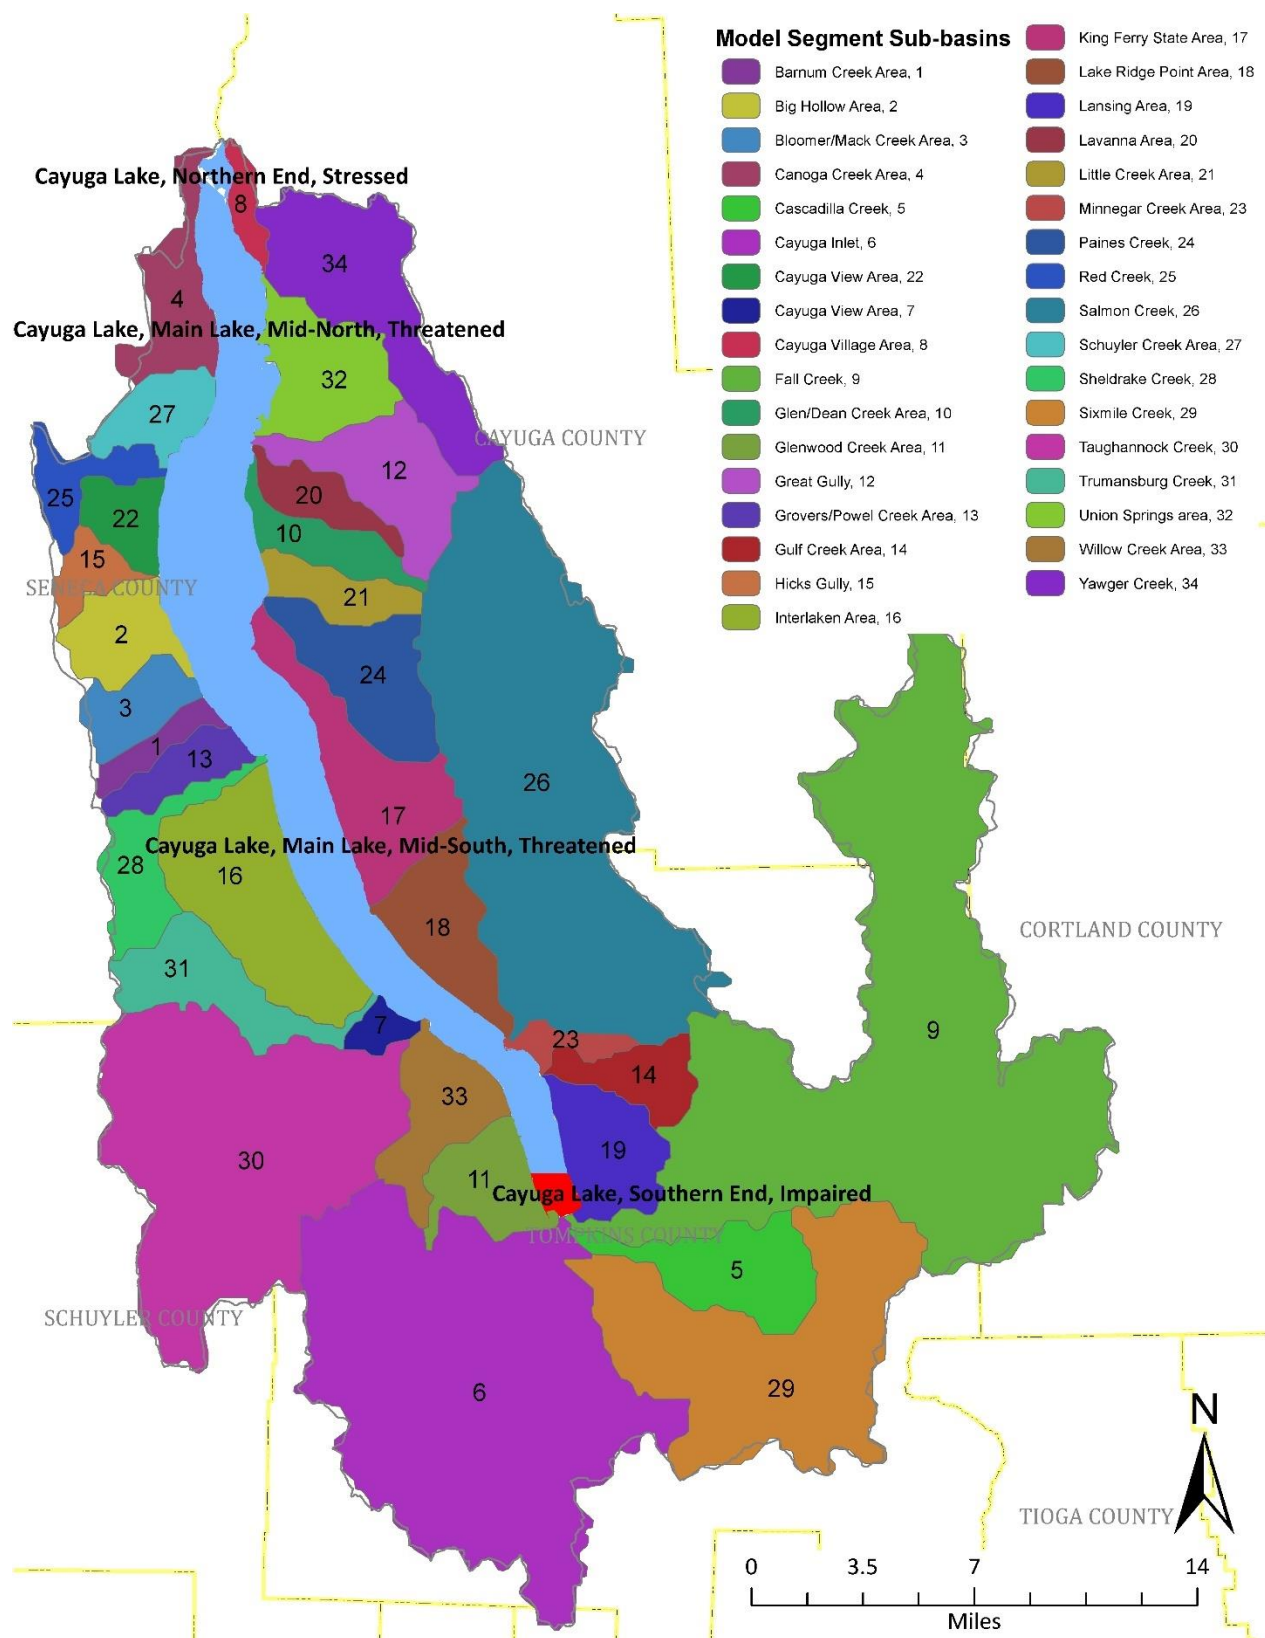 Model Segment Sub-basins
Barnum Creek Area, 1
Big Hollow Area, 2
Bloomer/Mack Creek Area, 3
Canoga Creek Area, 4
Cascadilla Creek, 5
Cayuga Inlet, 6
Cayuga View Area, 22
Cayuga View Area, 7
Cayuga Village Area, 8
Fall Creek, 9
Glen/Dean Creek Area, 10
Glenwood Creek Area, 11
Great Gully, 12
Grovers/Powel Creek Area, 13
Gulf Creek Area, 14
Hicks Gully, 15
Interlaken Area, 16
King Ferry State Area, 17
Lake Ridge Point Area, 18
Lansing Area, 19
Lavanna Area, 20
Little Creek Area, 21
Minnegar Creek Area, 23
Paines Creek, 24
Red Creek, 25
Salmon Creek, 26
Schuyler Creek Area, 27
Sheldrake Creek, 28
Sixmile Creek, 29
Taughannock Creek, 30
Trumansburg Creek, 31
Union Springs area, 32
Willow Creek Area, 33
Yawger Creek, 34
Cayuga Lake, Northern End, Stressed
8
34
4
Cayuga Lake, Main Lake, Mid-North, Threatened
32
27
CAYUGA COUNTY
12
25
20
22
10
15
SENECA COUNTY
21
2
24
3
1
13
26
17
Cayuga Lake, Main Lake, Mid-South, Threatened
28
16
18
CORTLAND COUNTY
31
7
23
9
14
33
19
30
11
Cayuga Lake, Southern End, Impaired
TOMPKINS COUNTY
5
SCHUYLER COUNTY
29
6
N
TIOGA COUNTY
0 3.5 7 14
Miles